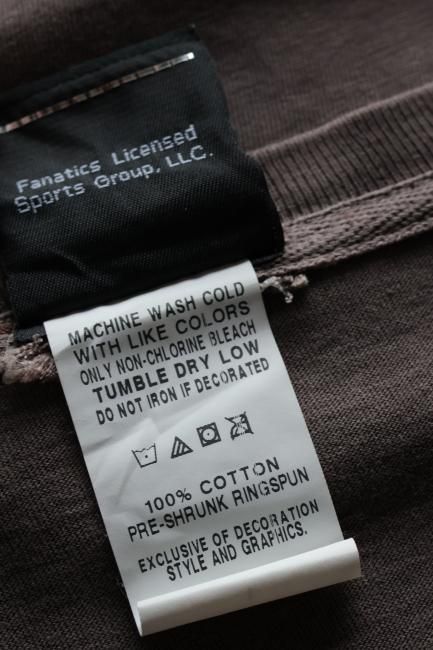 Fanatics Licensed
Sports Group, LLC.
MACHINE WASH COLD
WITH LIKE COLORS
ONLY NON-CHLORINE BLEACH
TUMBLE DRY LOW
DO NOT IRON IF DECORATED
100% COTTON
PRE-SHRUNK RINGSPUN
EXCLUSIVE OF DECORATION
STYLE AND GRAPHICS.